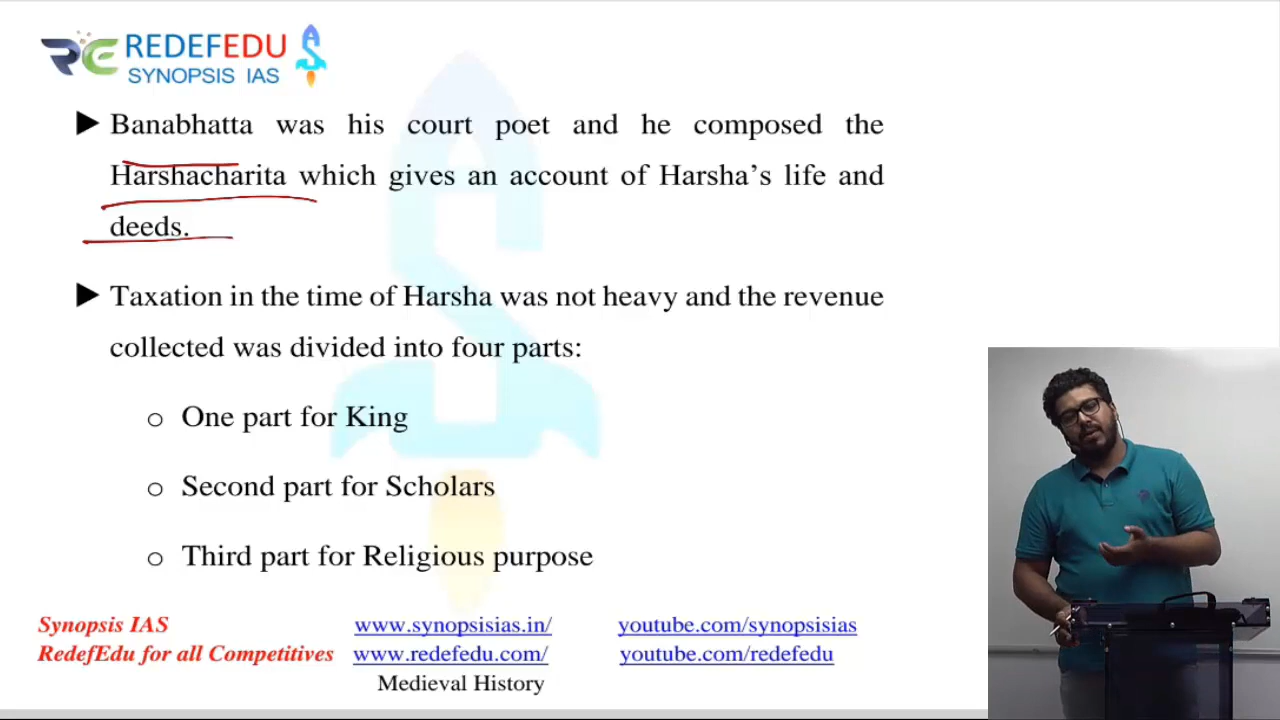 REDEFEDU
SYNOPSIS IAS
Banabhatta was his court poet and he composed the
Harshacharita which gives an account of Harsha’s life and
deeds.
Taxation in the time of Harsha was not heavy and the revenue
collected was divided into four parts:
One part for King
Second part for Scholars
Third part for Religious purpose
Synopsis IAS www.synopsisias.in/ youtube.com/synopsisias
RedefEdu for all Competitives www.redefedu.com/ youtube.com/redefedu
Medieval History